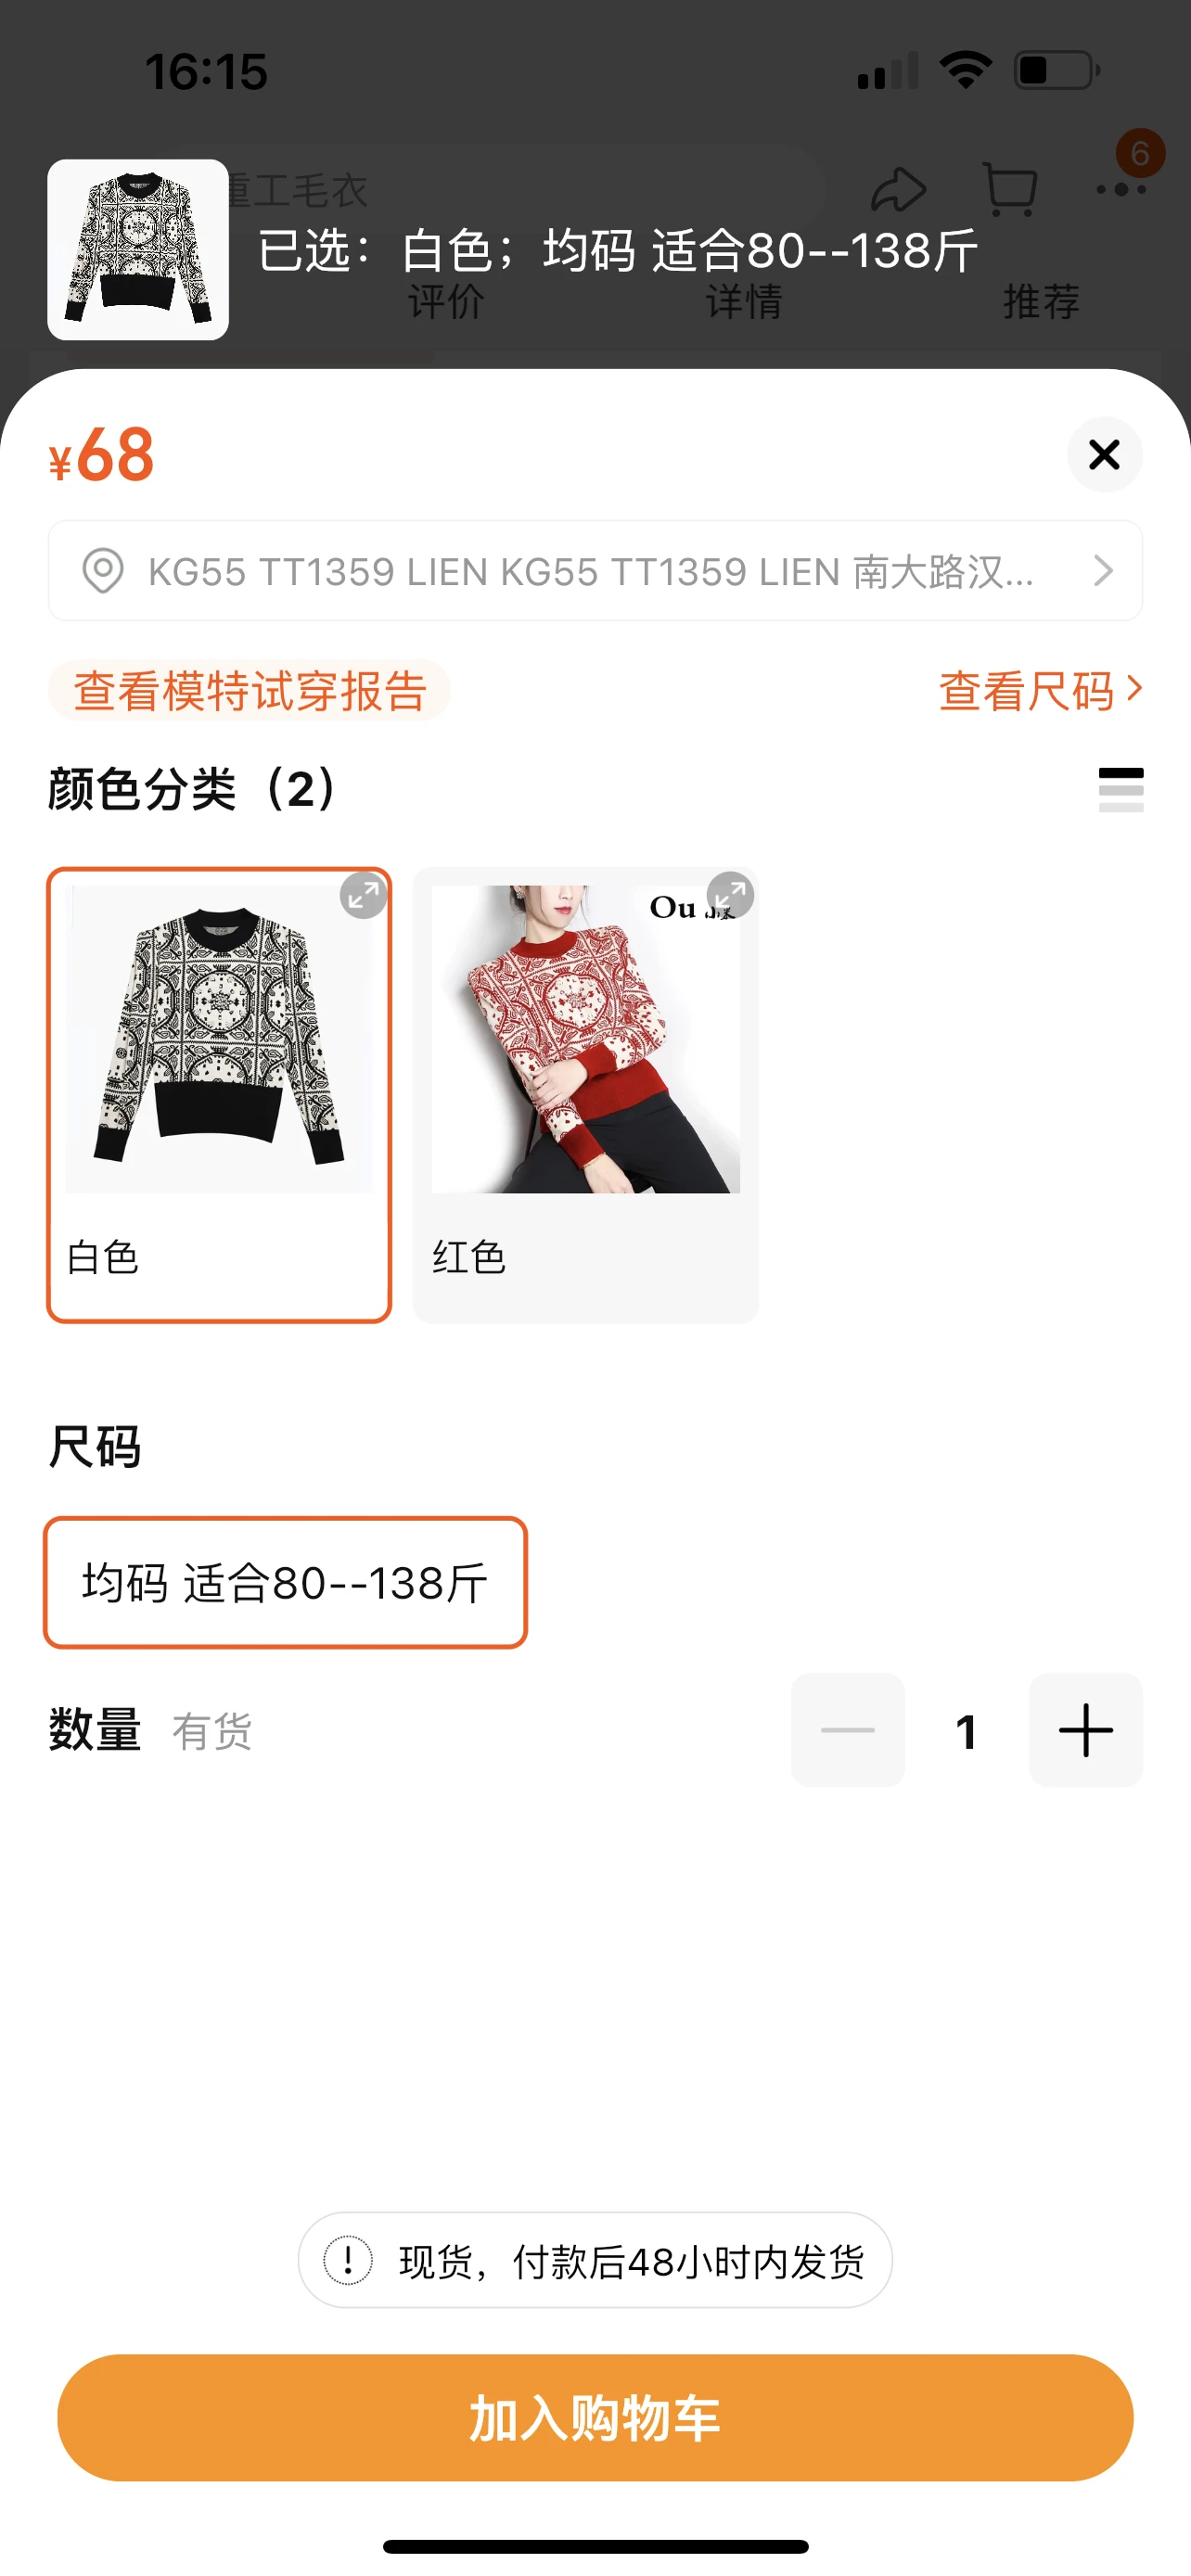 16:15
6
重工毛衣
已选：白色；均码 适合80--138斤
评价
详情
推荐
¥68
KG55 TT1359 LIEN KG55 TT1359 LIEN 南大路汉...
查看模特试穿报告
查看尺码
颜色分类（2）
Ou
白色
红色
尺码
均码 适合80--138斤
数量 有货
1
现货，付款后48小时内发货
加入购物车